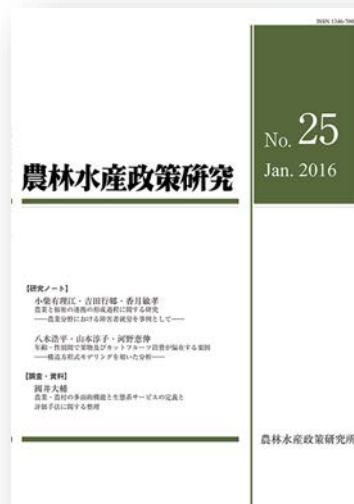 No. 25
Jan. 2016
農林水産政策研究
【研究ノート】
小柴有理江・吉田行郷・香月敏孝
農業と福祉の連携の形成過程に関する研究
——農業分野における障害者就労を事例として——
八木浩平・山本淳子・河野恵伸
年齢・性別間で果物及びカットフルーツ消費が偏在する要因
——構造方程式モデリングを用いた分析——
【調査・資料】
國井大輔
農業・農村の多面的機能と生態系サービスの定義と
評価手法に関する整理
農林水産政策研究所